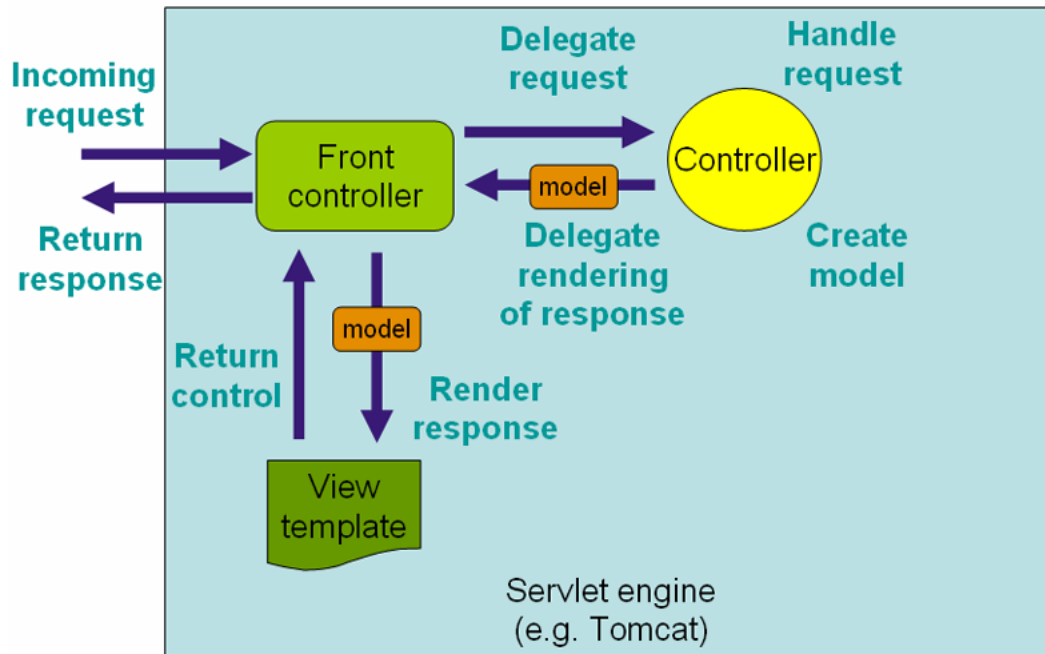 Incoming
request
Return
response
Front
controller
Delegate
request
Handle
request
Controller
model
Delegate
rendering
of response
Create
model
model
Return
control
Render
response
View
template
Servlet engine
(e.g. Tomcat)